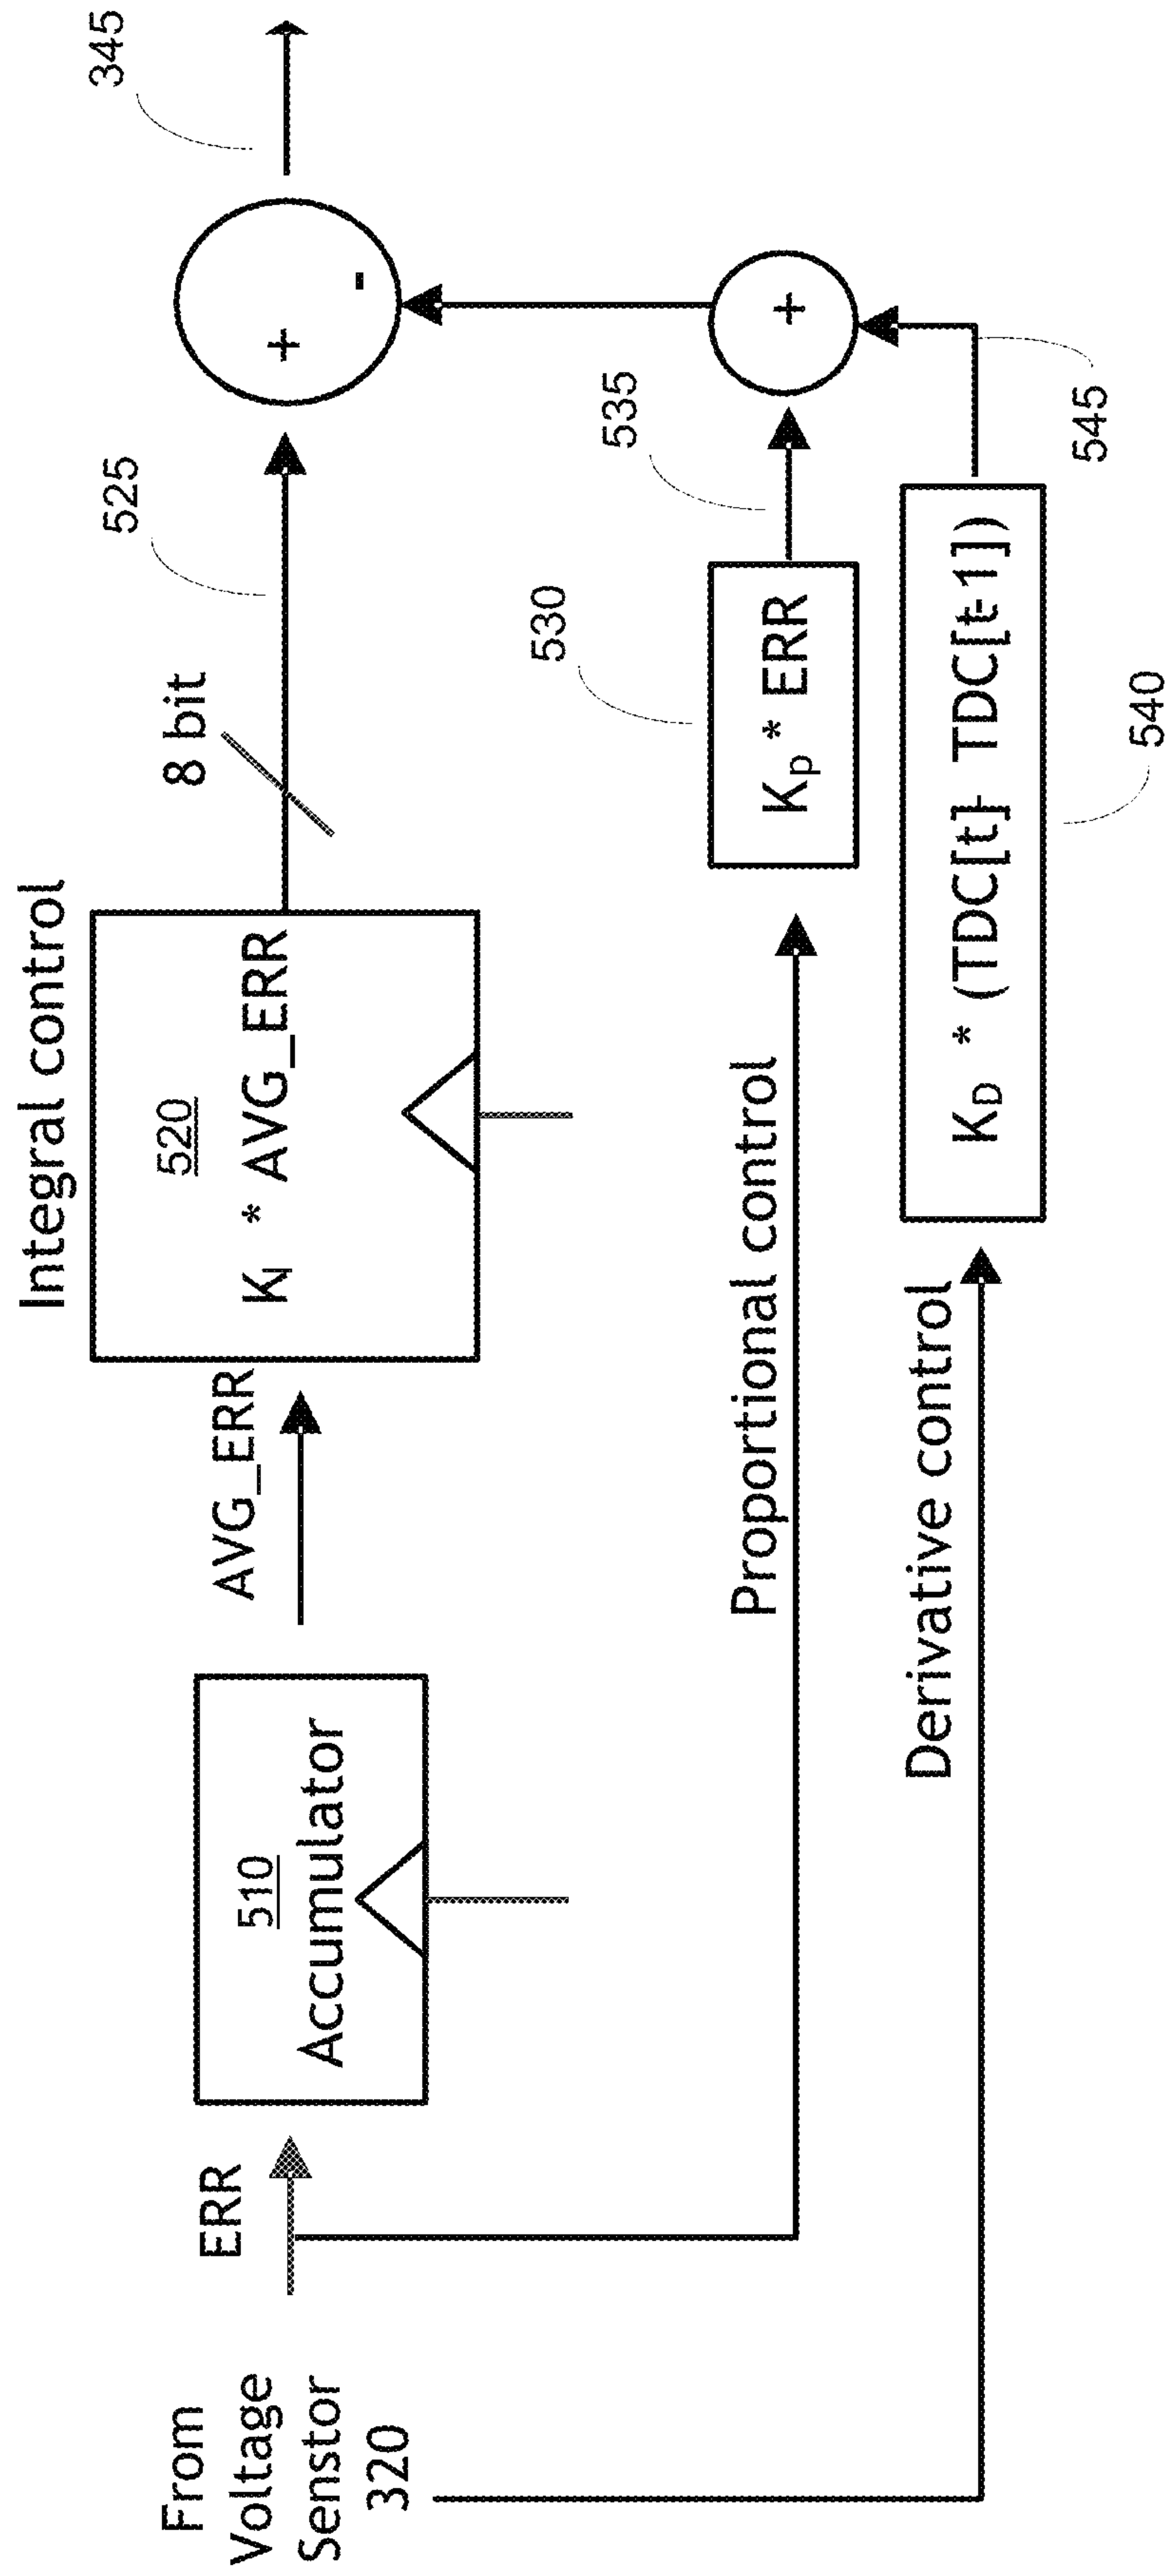 From
Voltage
Senstor
320
ERR
510
Accumulator
AVG_ERR
Integral control
520
K_I * AVG_ERR
8 bit
525
+
-
345
Proportional control
530
K_P * ERR
535
+
Derivative control
K_D * (TDC[t]- TDC[t-1])
540
545